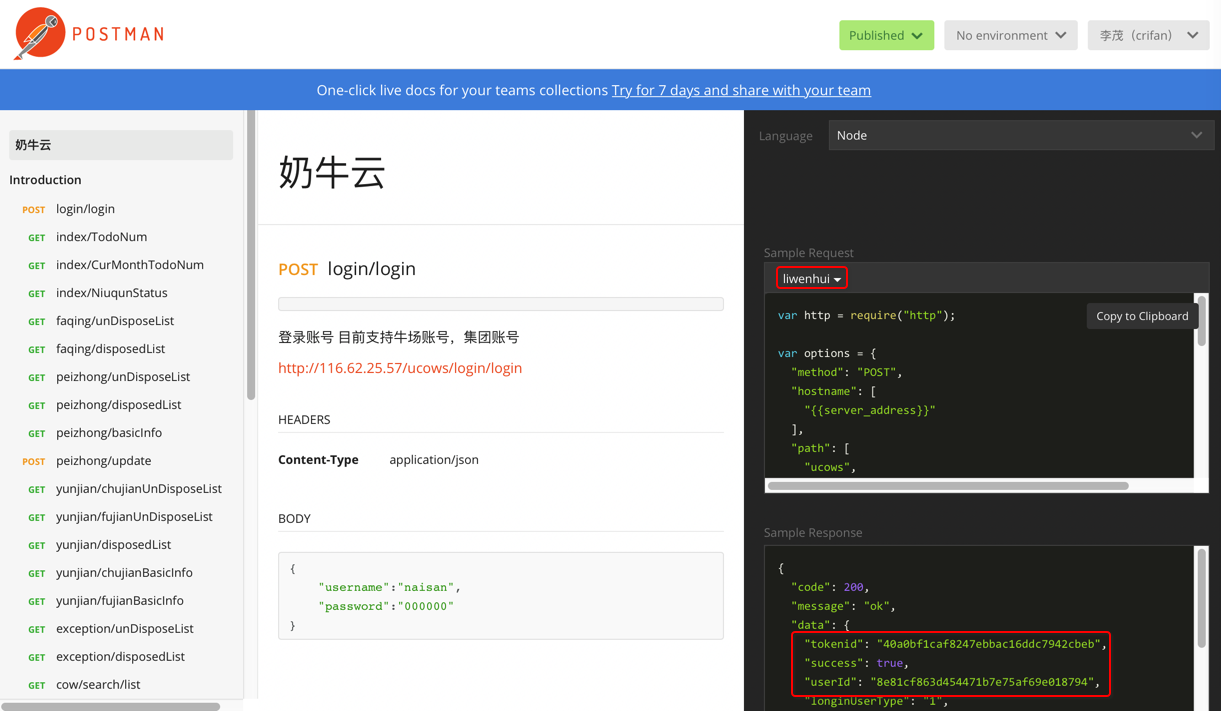 POSTMAN
Published
No environment
李茂（crifan）
One-click live docs for your teams collections Try for 7 days and share with your team
奶牛云
Introduction
POST login/login
GET index/TodoNum
GET index/CurMonthTodoNum
GET index/NiuqunStatus
GET faqing/unDisposeList
GET faqing/disposedList
GET peizhong/unDisposeList
GET peizhong/disposedList
GET peizhong/basicInfo
POST peizhong/update
GET yunjian/chujianUnDisposeList
GET yunjian/fujianUnDisposeList
GET yunjian/disposedList
GET yunjian/chujianBasicInfo
GET yunjian/fujianBasicInfo
GET exception/unDisposeList
GET exception/disposedList
GET cow/search/list
奶牛云
POST login/login
登录账号 目前支持牛场账号，集团账号
http://116.62.25.57/ucows/login/login
HEADERS
Content-Type application/json
BODY
{
"username":"naisan",
"password":"000000"
}
Language Node
Sample Request
liwenhui
Copy to Clipboard
var http = require("http");
var options = {
"method": "POST",
"hostname": [
"{{server_address}}"
],
"path": [
"ucows",
Sample Response
{
"code": 200,
"message": "ok",
"data": {
"tokenid": "40a0bf1caf8247ebbac16ddc7942cbeb",
"success": true,
"userId": "8e81cf863d454471b7e75af69e018794",
"longinUserType": "1",